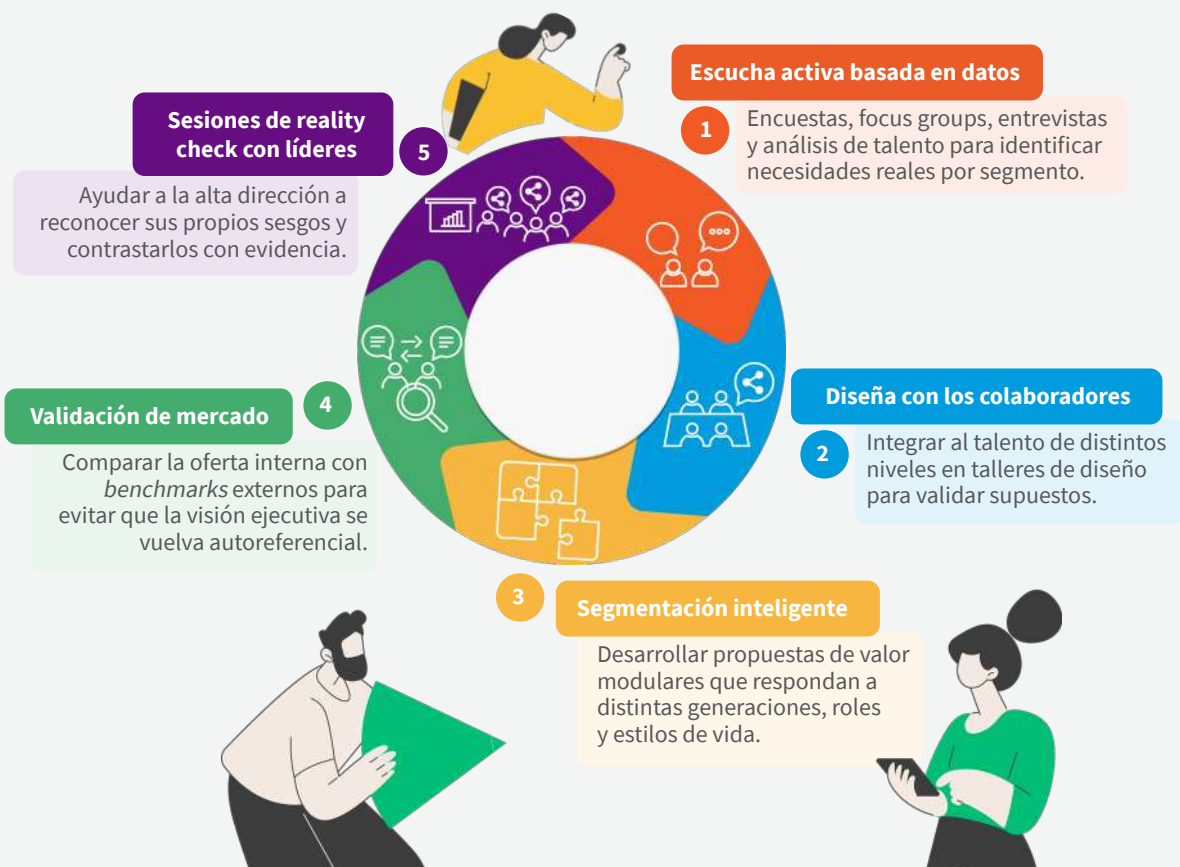 Escucha activa basada en datos
1
Encuestas, focus groups, entrevistas
y análisis de talento para identificar
necesidades reales por segmento.
Diseña con los colaboradores
2
Integrar al talento de distintos
niveles en talleres de diseño
para validar supuestos.
3
Segmentación inteligente
Desarrollar propuestas de valor
modulares que respondan a
distintas generaciones, roles
y estilos de vida.
Validación de mercado
4
Comparar la oferta interna con
benchmarks externos para
evitar que la visión ejecutiva se
vuelva autoreferencial.
Sesiones de reality
check con líderes
5
Ayudar a la alta dirección a
reconocer sus propios sesgos y
contrastarlos con evidencia.